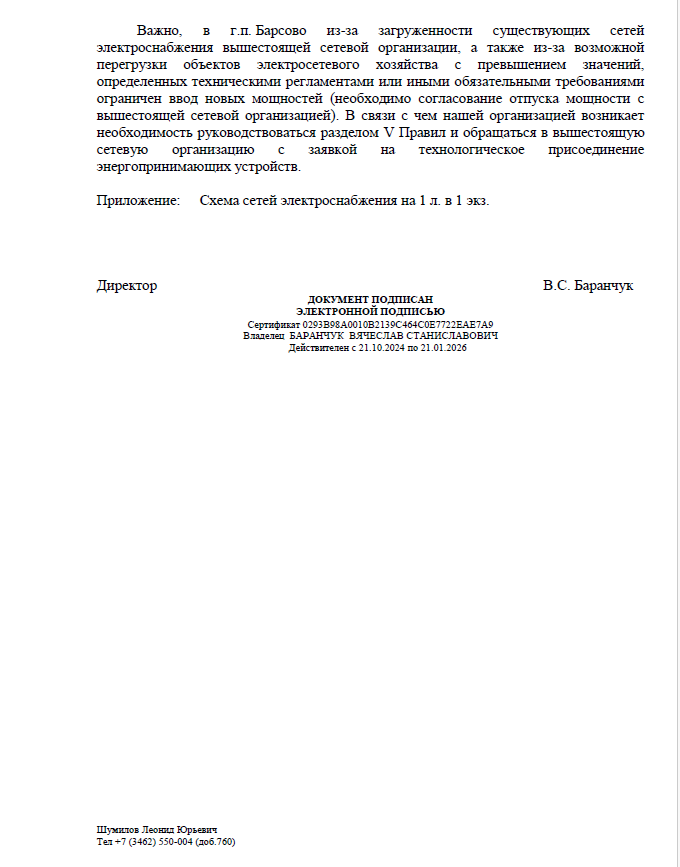 Важно, в г.п. Барсово из-за загруженности существующих сетей
электроснабжения вышестоящей сетевой организации, а также из-за возможной
перегрузки объектов электросетевого хозяйства с превышением значений,
определенных техническими регламентами или иными обязательными требованиями
ограничен ввод новых мощностей (необходимо согласование отпуска мощности с
вышестоящей сетевой организацией). В связи с чем нашей организацией возникает
необходимость руководствоваться разделом V Правил и обращаться в вышестоящую
сетевую организацию с заявкой на технологическое присоединение
энергопринимающих устройств.
Приложение: Схема сетей электроснабжения на 1 л. в 1 экз.
Директор В.С. Баранчук
ДОКУМЕНТ ПОДПИСАН
ЭЛЕКТРОННОЙ ПОДПИСЬЮ
Сертификат 0293B98A0010B2139C464C0E7722EAE7A9
Владелец БАРАНЧУК ВЯЧЕСЛАВ СТАНИСЛАВОВИЧ
Действителен с 21.10.2024 по 21.01.2026
Шумилов Леонид Юрьевич
Тел +7 (3462) 550-004 (доб.760)